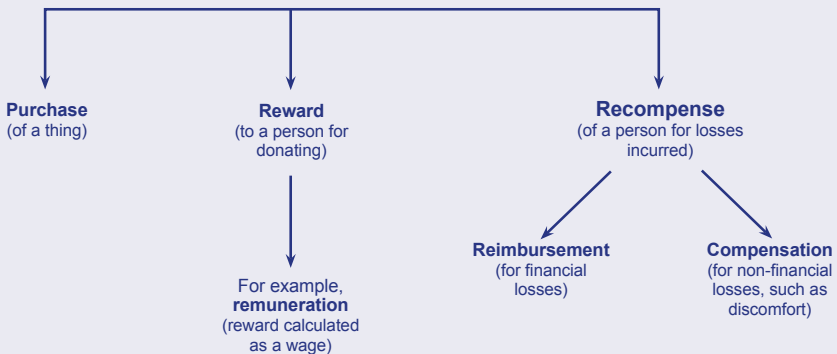 Purchase
(of a thing)
Reward
(to a person for
donating)
Recompense
(of a person for losses
incurred)
For example,
remuneration
(reward calculated
as a wage)
Reimbursement
(for financial
losses)
Compensation
(for non-financial
losses, such as
discomfort)